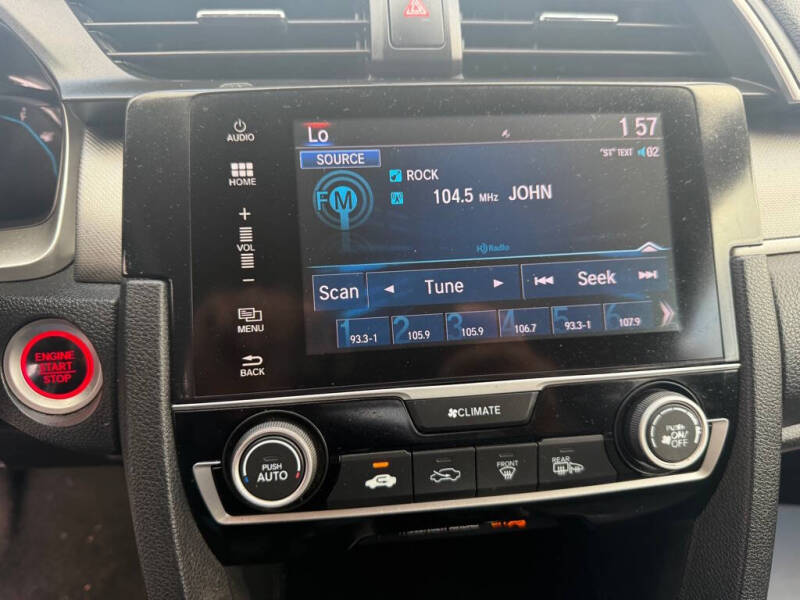 AUDIO
HOME
+
VOL
−
MENU
BACK
Lo
1 57
SOURCE
"ST" TEXT 02
FM
ROCK
104.5 MHz JOHN
HD Radio
Scan
Tune
Seek
1 93.3-1
2 105.9
3 105.9
4 106.7
5 93.3-1
6 107.9
ENGINE
START
STOP
CLIMATE
PUSH
AUTO
FRONT
REAR
PUSH
ON/
OFF